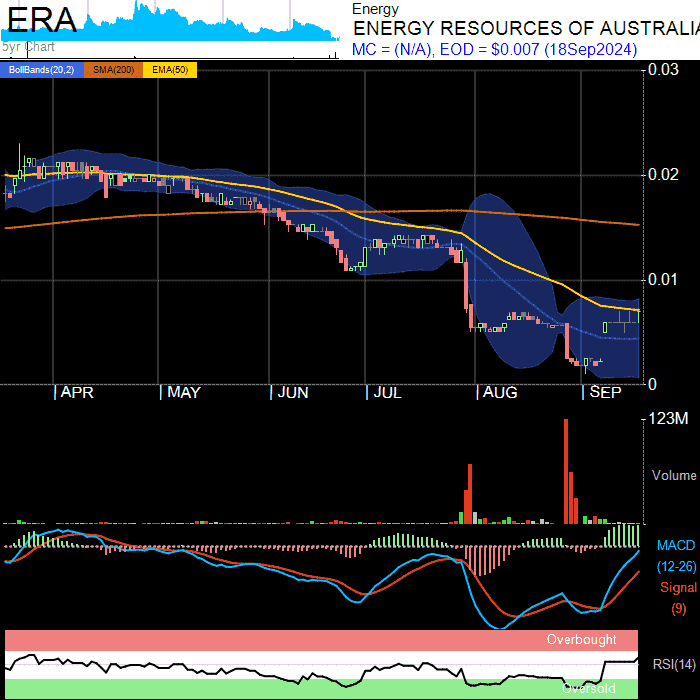 ERA
5yr Chart
Energy
ENERGY RESOURCES OF AUSTRALIA
MC = (N/A), EOD = $0.007 (18Sep2024)
BollBands(20,2) SMA(200) EMA(50)
0.03
0.02
0.01
0
APR MAY JUN JUL AUG SEP
123M
Volume
MACD
(12-26)
Signal
(9)
Overbought
RSI(14)
Oversold